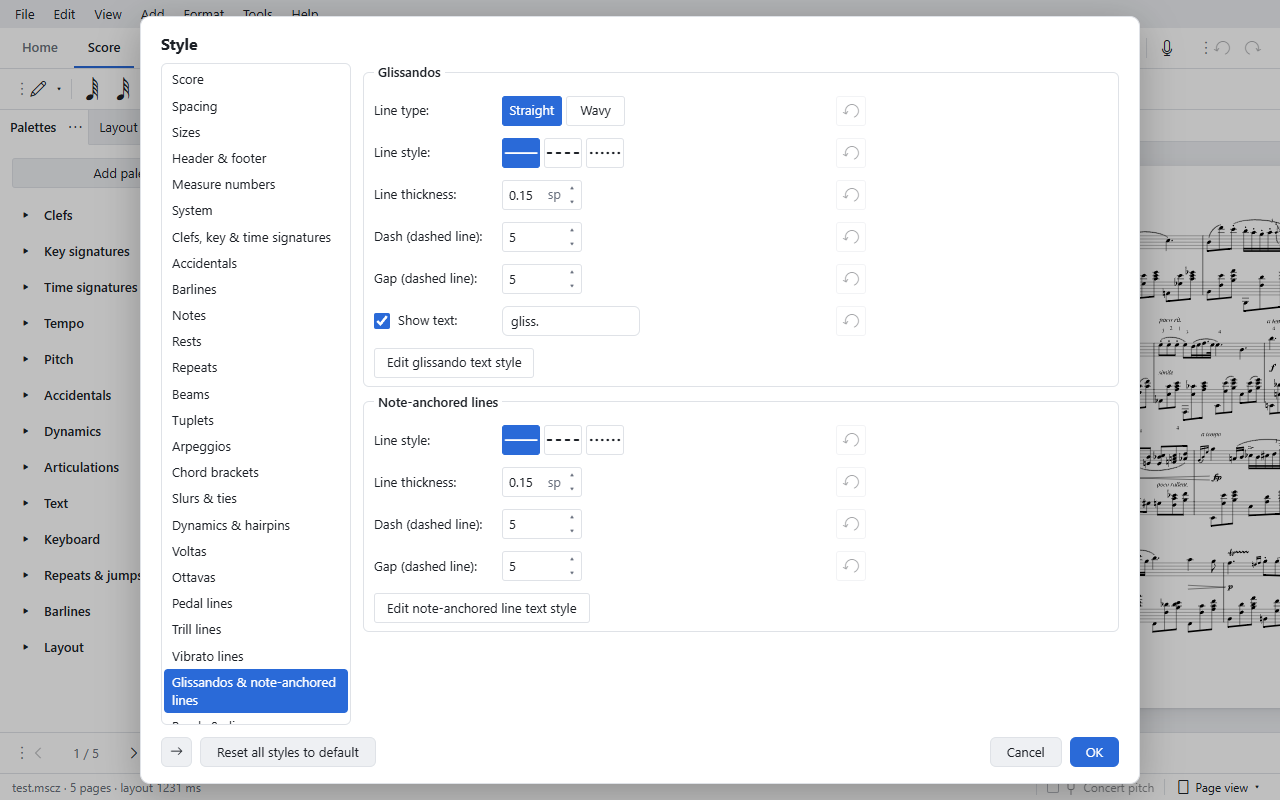 File Edit View Add Format Tools Help
Home Score
Palettes Layout
Clefs
Key signatures
Time signatures
Tempo
Pitch
Accidentals
Dynamics
Articulations
Text
Keyboard
Repeats & jumps
Barlines
Layout
1 / 5
test.mscz · 5 pages · layout 1231 ms
Concert pitch
Page view
Style
Score
Spacing
Sizes
Header & footer
Measure numbers
System
Clefs, key & time signatures
Accidentals
Barlines
Notes
Rests
Repeats
Beams
Tuplets
Arpeggios
Chord brackets
Slurs & ties
Dynamics & hairpins
Voltas
Ottavas
Pedal lines
Trill lines
Vibrato lines
Glissandos & note-anchored
lines
Glissandos
Line type: Straight Wavy
Line style:
Line thickness: 0.15 sp
Dash (dashed line): 5
Gap (dashed line): 5
Show text: gliss.
Edit glissando text style
Note-anchored lines
Line style:
Line thickness: 0.15 sp
Dash (dashed line): 5
Gap (dashed line): 5
Edit note-anchored line text style
Reset all styles to default
Cancel OK
poco rit.
simile
a tempo
poco rallent.